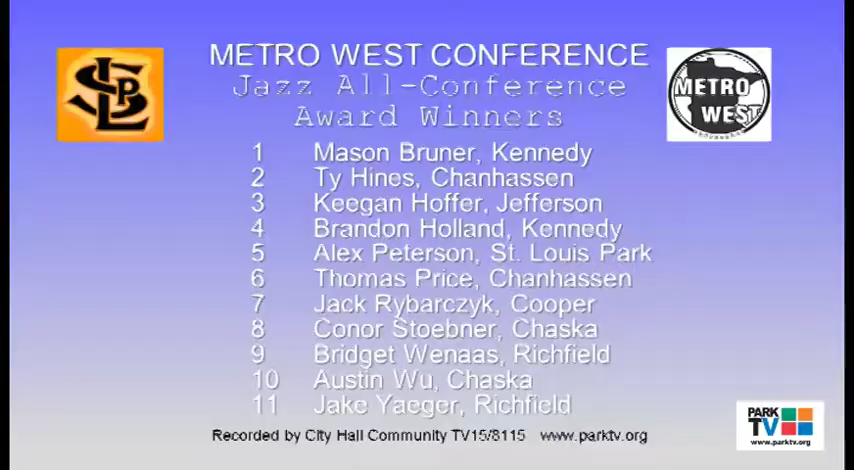 METRO WEST CONFERENCE
Jazz All-Conference
Award Winners
SLP
METRO
WEST
1 Mason Bruner, Kennedy
2 Ty Hines, Chanhassen
3 Keegan Hoffer, Jefferson
4 Brandon Holland, Kennedy
5 Alex Peterson, St. Louis Park
6 Thomas Price, Chanhassen
7 Jack Rybarczyk, Cooper
8 Conor Stoebner, Chaska
9 Bridget Wenaas, Richfield
10 Austin Wu, Chaska
11 Jake Yaeger, Richfield
Recorded by City Hall Community TV15/8115 www.parktv.org
PARK
TV
www.parktv.org